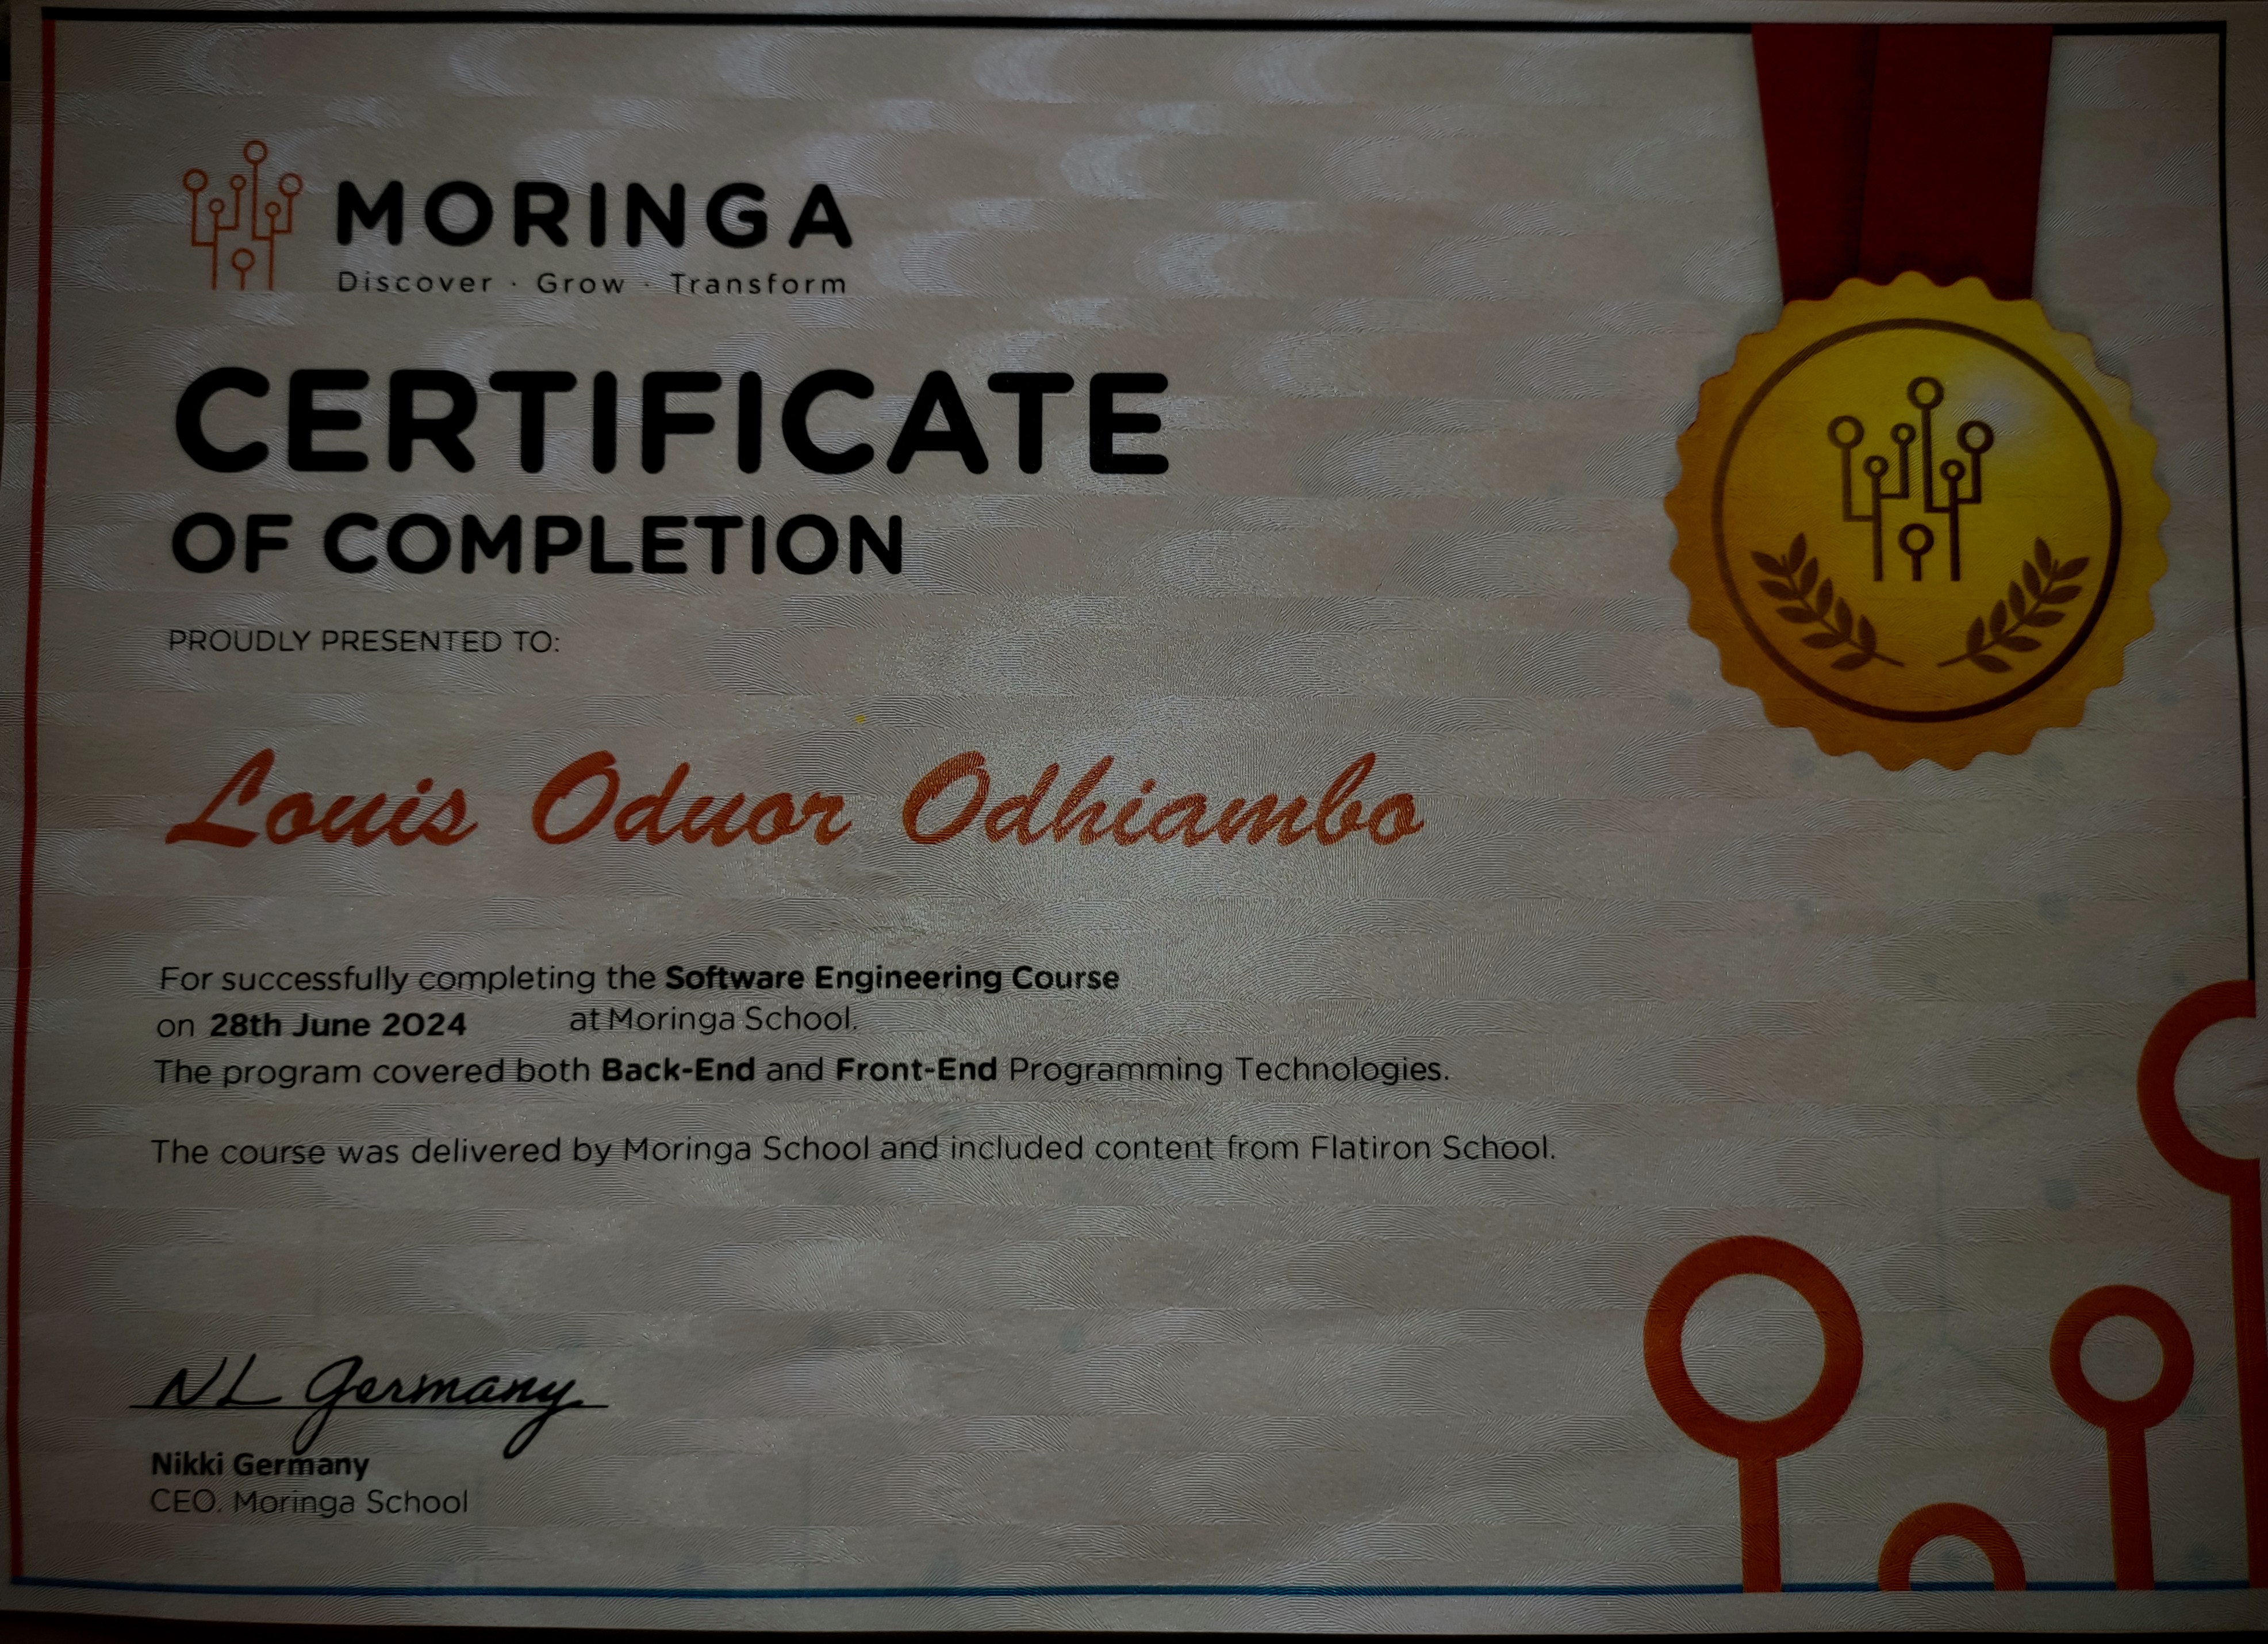 MORINGA
Discover · Grow · Transform
CERTIFICATE
OF COMPLETION
PROUDLY PRESENTED TO:
Louis Oduor Odhiambo
For successfully completing the Software Engineering Course
on 28th June 2024 at Moringa School.
The program covered both Back-End and Front-End Programming Technologies.
The course was delivered by Moringa School and included content from Flatiron School.
NL Germany
Nikki Germany
CEO. Moringa School